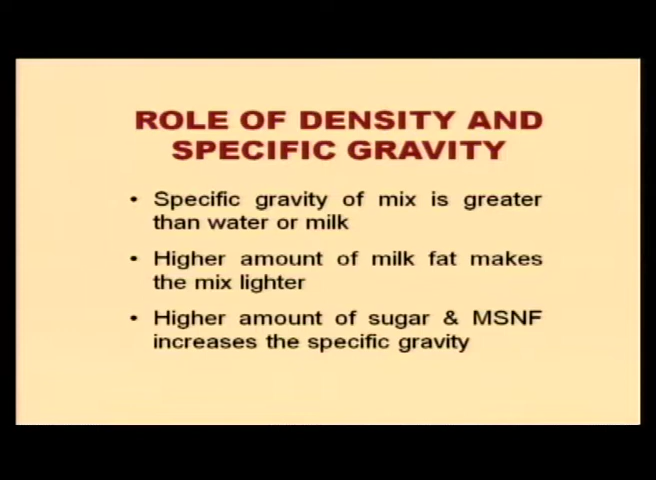 ROLE OF DENSITY AND
SPECIFIC GRAVITY
• Specific gravity of mix is greater
than water or milk
• Higher amount of milk fat makes
the mix lighter
• Higher amount of sugar & MSNF
increases the specific gravity